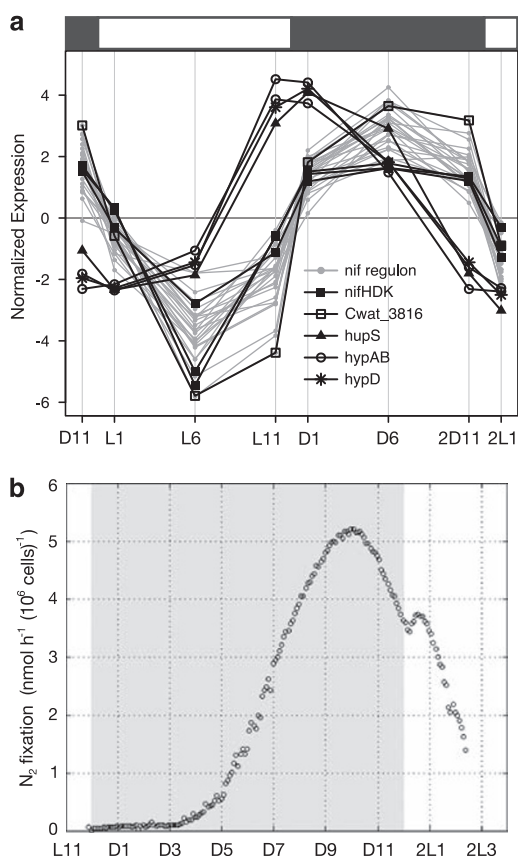 a
Normalized Expression
4
2
0
-2
-4
-6
nif regulon
nifHDK
Cwat_3816
hupS
hypAB
hypD
D11 L1 L6 L11 D1 D6 2D11 2L1
b
N₂ fixation (nmol h⁻¹ (10⁶ cells)⁻¹)
6
5
4
3
2
1
0
L11 D1 D3 D5 D7 D9 D11 2L1 2L3